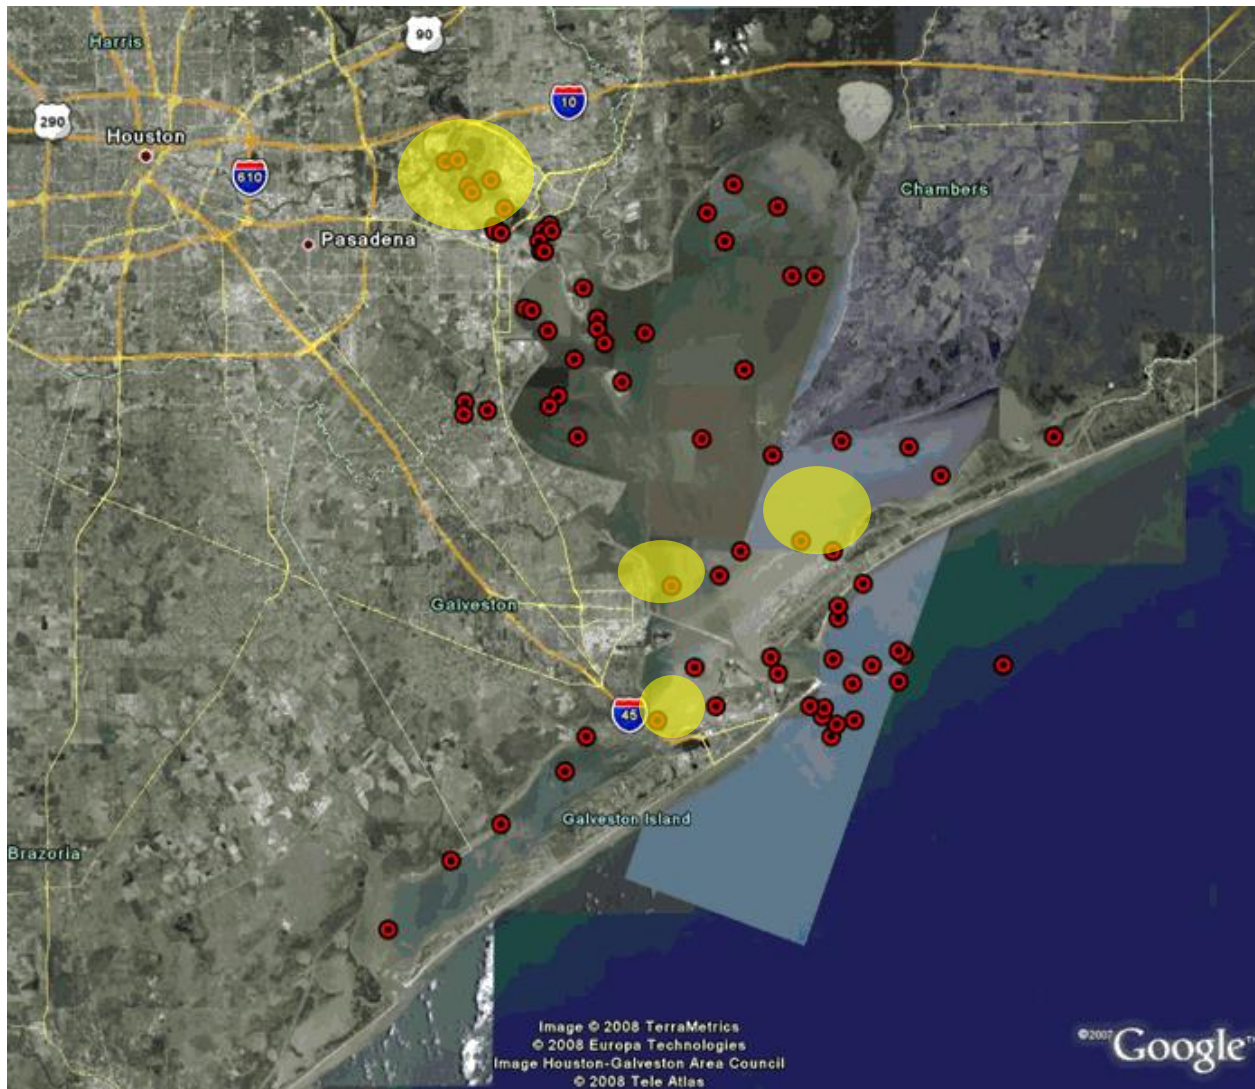 Harris
90
10
290
Houston
610
Chambers
Pasadena
Galveston
45
Galveston Island
Brazoria
Image © 2008 TerraMetrics
© 2008 Europa Technologies
Image Houston-Galveston Area Council
© 2008 Tele Atlas
©2007 Google™